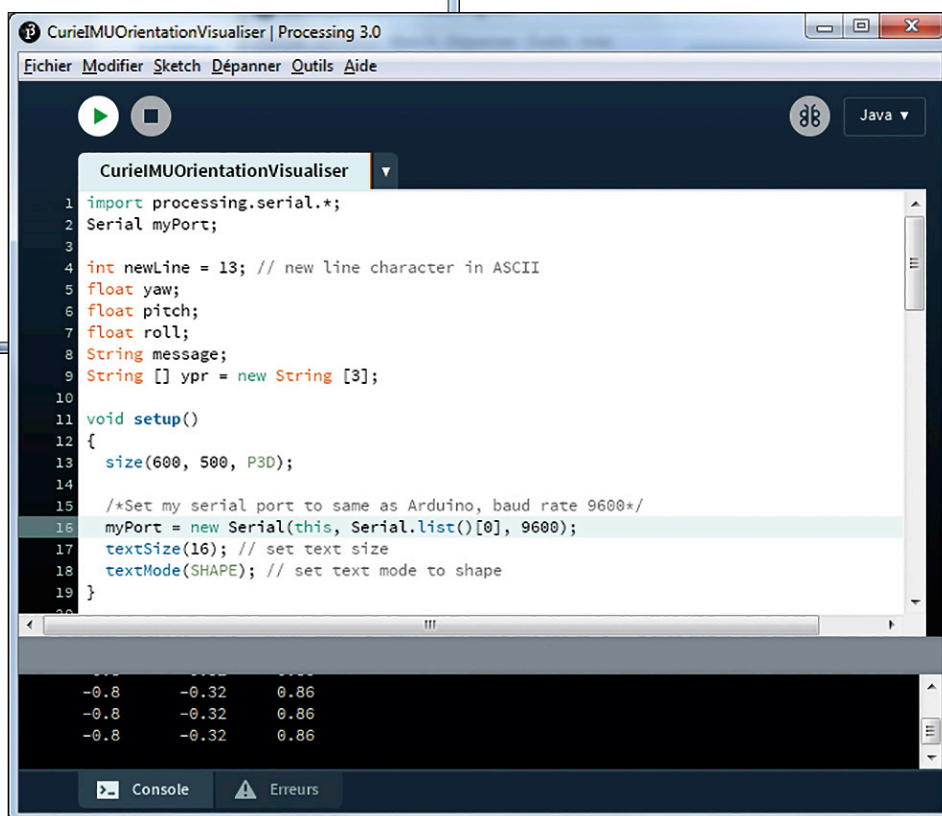 CurieIMUOrientationVisualiser | Processing 3.0
Fichier Modifier Sketch Dépanner Outils Aide
Java
CurieIMUOrientationVisualiser
1 import processing.serial.*;
2 Serial myPort;
3
4 int newLine = 13; // new line character in ASCII
5 float yaw;
6 float pitch;
7 float roll;
8 String message;
9 String [] ypr = new String [3];
10
11 void setup()
12 {
13 size(600, 500, P3D);
14
15 /*Set my serial port to same as Arduino, baud rate 9600*/
16 myPort = new Serial(this, Serial.list()[0], 9600);
17 textSize(16); // set text size
18 textMode(SHAPE); // set text mode to shape
19 }
-0.8 -0.32 0.86
-0.8 -0.32 0.86
-0.8 -0.32 0.86
Console Erreurs